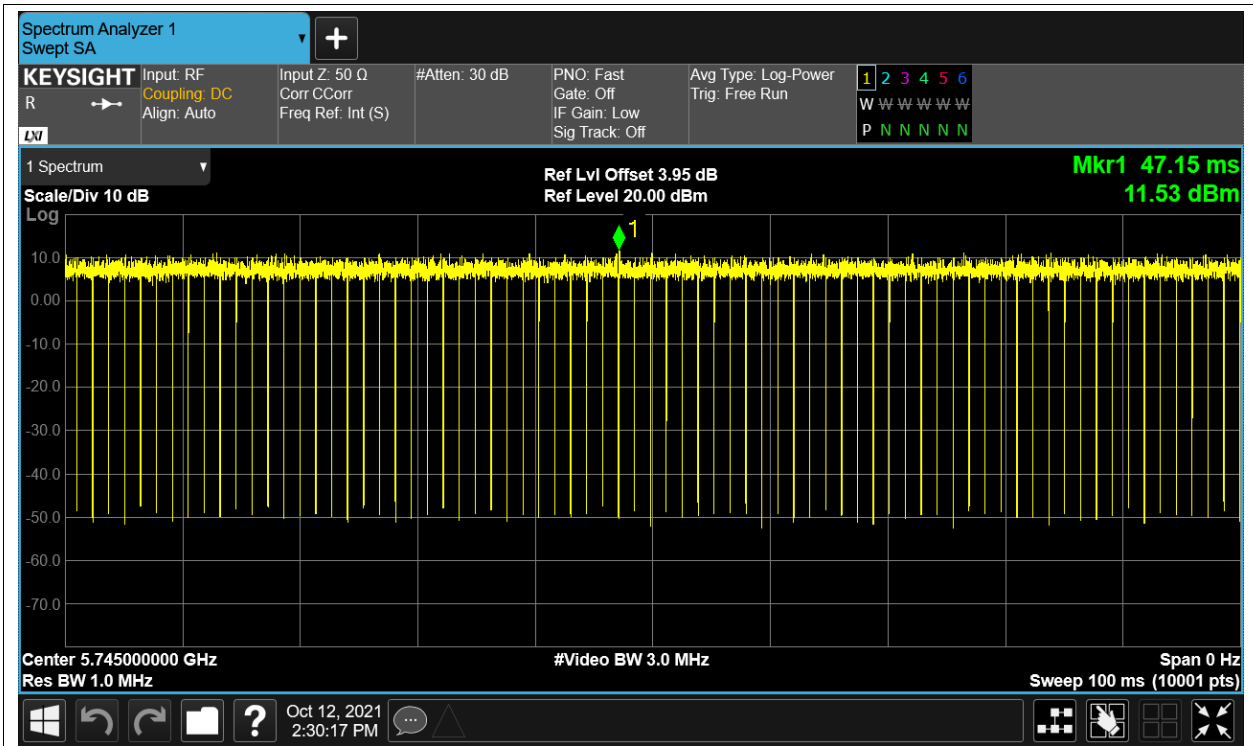 Spectrum Analyzer 1
Swept SA
KEYSIGHT
R
LXI
Input: RF
Coupling: DC
Align: Auto
Input Z: 50 Ω
Corr CCorr
Freq Ref: Int (S)
#Atten: 30 dB
PNO: Fast
Gate: Off
IF Gain: Low
Sig Track: Off
Avg Type: Log-Power
Trig: Free Run
1 2 3 4 5 6
W W W W W W
P N N N N N
1 Spectrum
Scale/Div 10 dB
Ref Lvl Offset 3.95 dB
Ref Level 20.00 dBm
Mkr1 47.15 ms
11.53 dBm
Log
1
10.0
0.00
-10.0
-20.0
-30.0
-40.0
-50.0
-60.0
-70.0
Center 5.745000000 GHz
Res BW 1.0 MHz
#Video BW 3.0 MHz
Span 0 Hz
Sweep 100 ms (10001 pts)
?
Oct 12, 2021
2:30:17 PM